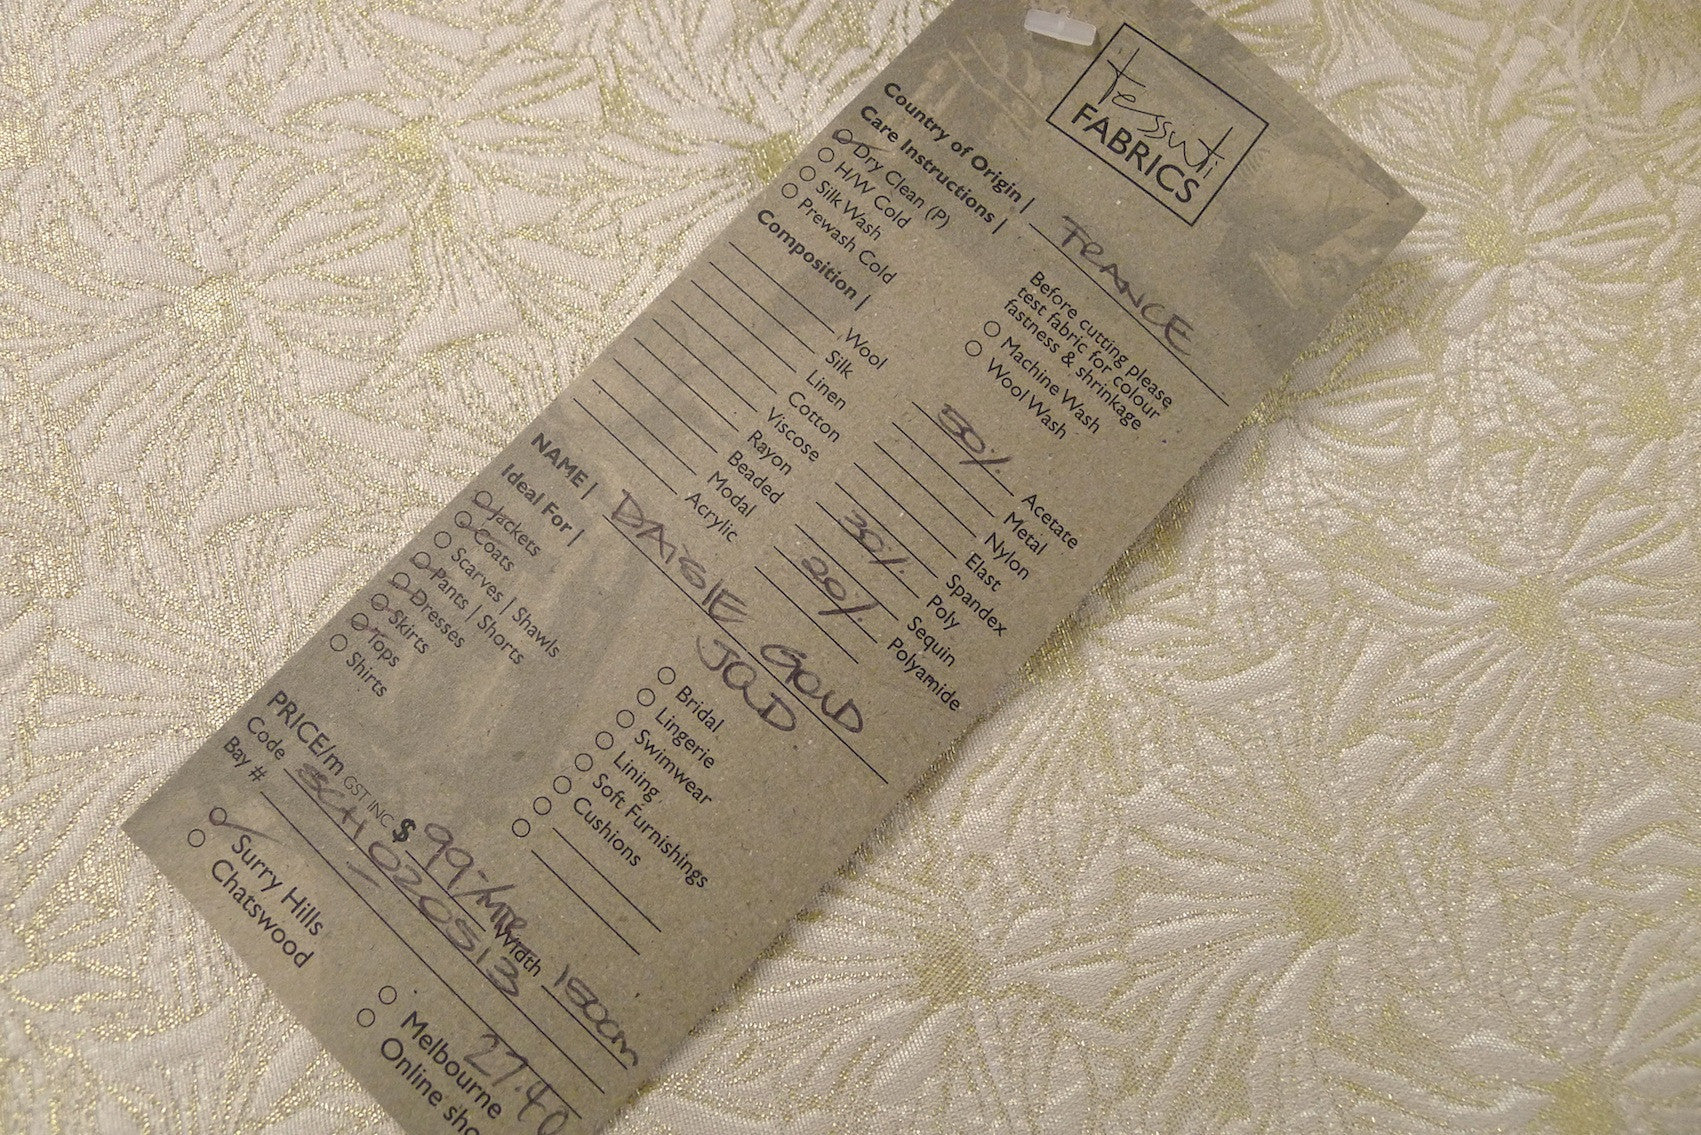 tessuti
FABRICS
Country of Origin | FRANCE
Care Instructions |
Dry Clean (P)
H/W Cold
Silk Wash
Prewash Cold
Before cutting please
test fabric for colour
fastness & shrinkage
Machine Wash
Wool Wash
Composition |
Wool
Silk
Linen
Cotton
Viscose
Rayon
Beaded
Modal
Acrylic
50% Acetate
Metal
Nylon
Elast
Spandex
30% Poly
Sequin
20% Polyamide
NAME | DAISIE GOLD
JQD
Ideal For |
Jackets
Coats
Scarves | Shawls
Pants | Shorts
Dresses
Skirts
Tops
Shirts
Bridal
Lingerie
Swimwear
Lining
Soft Furnishings
Cushions
PRICE/m GST INC $ 99-/MTR Width 150cm
Code 020513
Bay #
27.40
Surry Hills
Chatswood
Melbourne
Online